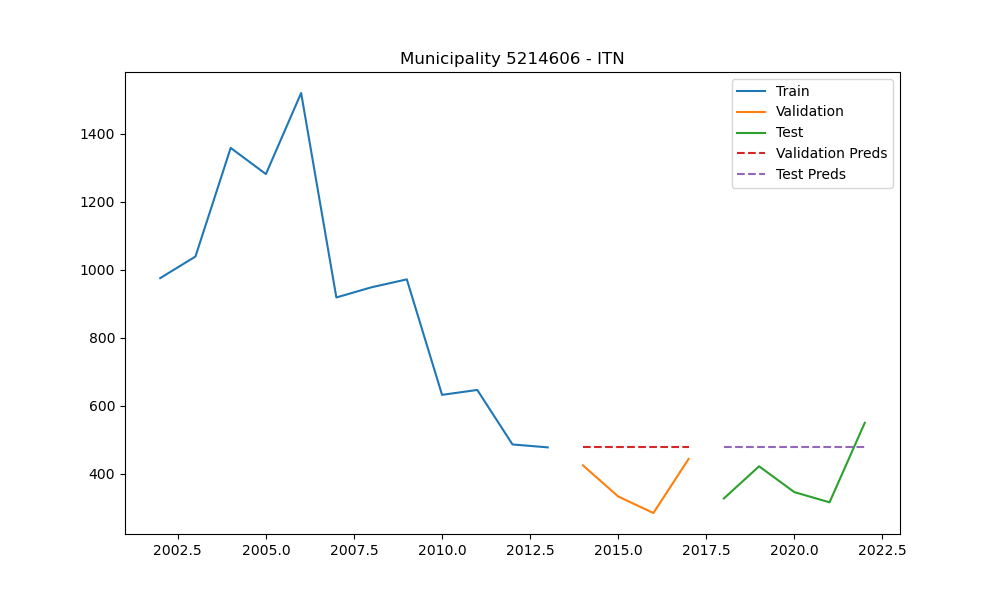 Municipality 5214606 - ITN
Train
Validation
Test
Validation Preds
Test Preds
1400
1200
1000
800
600
400
2002.5 2005.0 2007.5 2010.0 2012.5 2015.0 2017.5 2020.0 2022.5